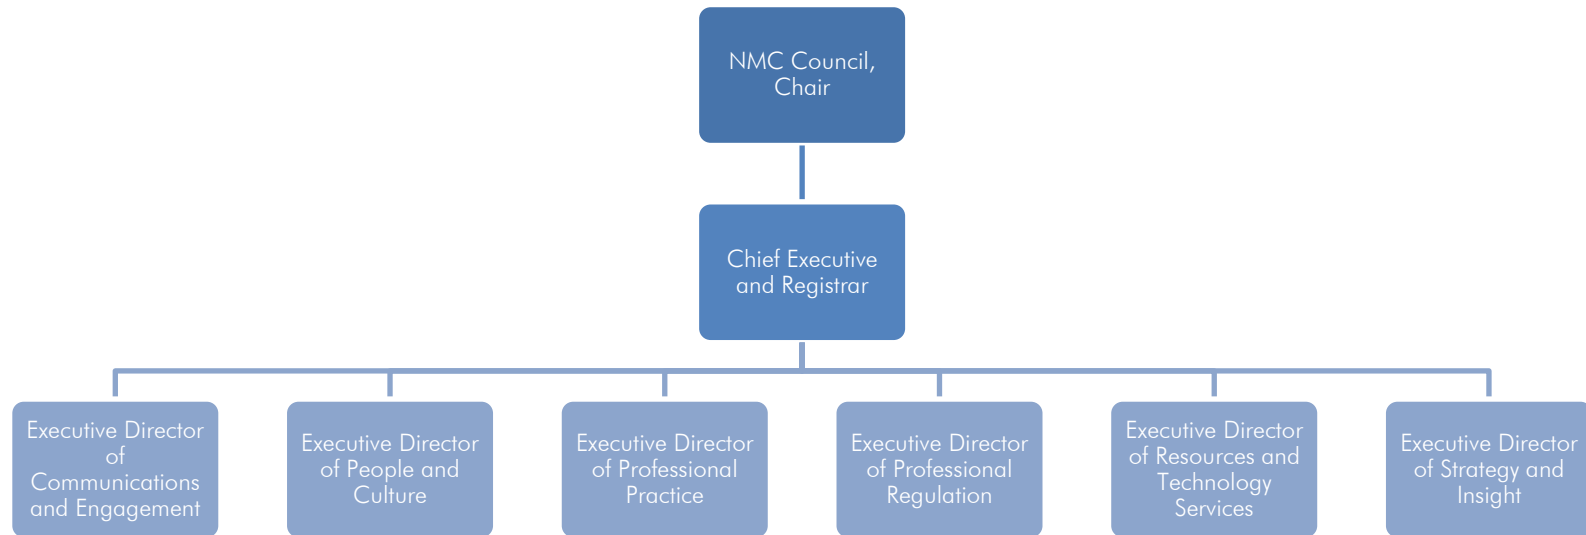 NMC Council,
Chair
Chief Executive
and Registrar
Executive Director
of
Communications
and Engagement
Executive Director
of People and
Culture
Executive Director
of Professional
Practice
Executive Director
of Professional
Regulation
Executive Director
of Resources and
Technology
Services
Executive Director
of Strategy and
Insight